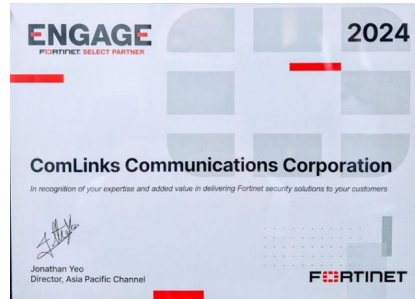 ENGAGE
FORTINET SELECT PARTNER
2024
ComLinks Communications Corporation
In recognition of your expertise and added value in delivering Fortinet security solutions to your customers
Jonathan Yeo
Director, Asia Pacific Channel
FORTINET